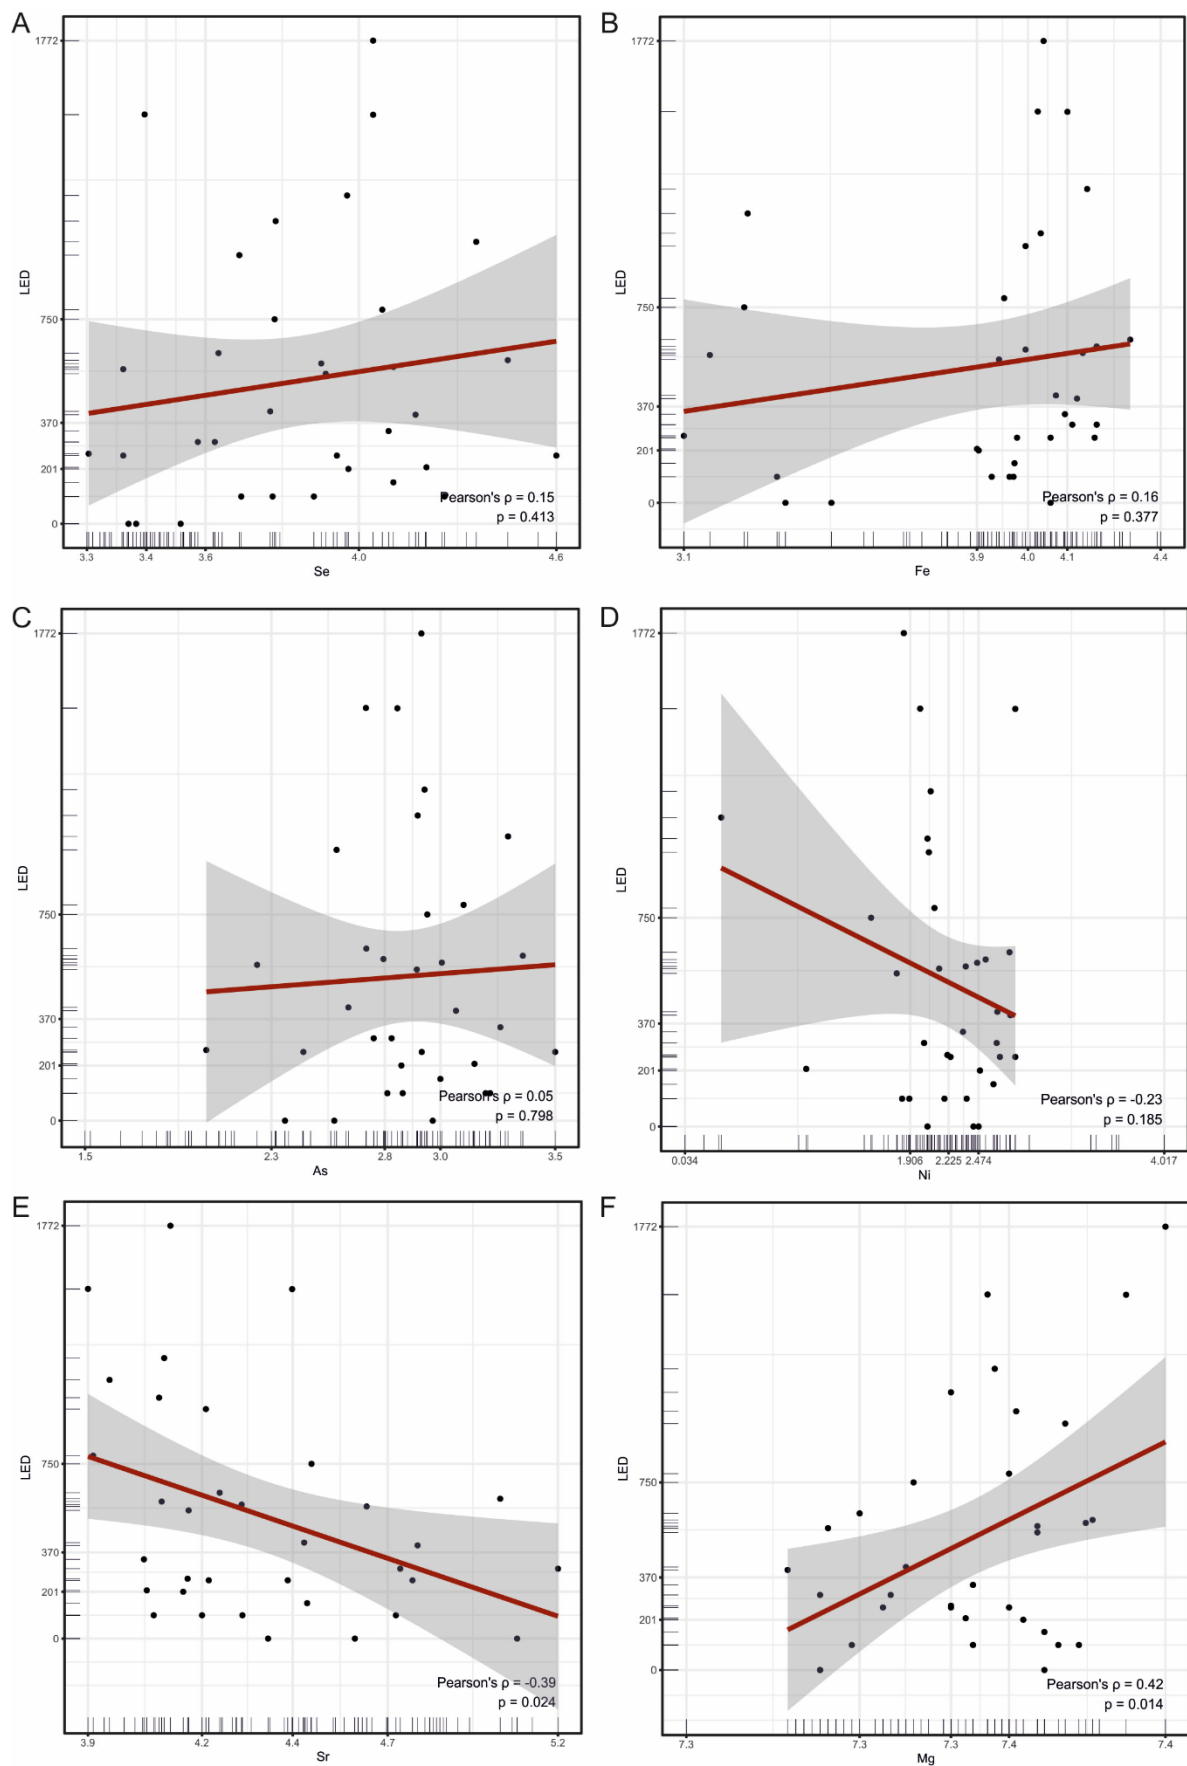 A
1772
750
370
201
0
LED
Pearson's ρ = 0.15
p = 0.413
3.3 3.4 3.6 4.0 4.6
Se
B
1772
750
370
201
0
LED
Pearson's ρ = 0.16
p = 0.377
3.1 3.9 4.0 4.1 4.4
Fe
C
1772
750
370
201
0
LED
Pearson's ρ = 0.05
p = 0.798
1.5 2.3 2.8 3.0 3.5
As
D
1772
750
370
201
0
LED
Pearson's ρ = -0.23
p = 0.185
0.034 1.906 2.225 2.474 4.017
Ni
E
1772
750
370
201
0
LED
Pearson's ρ = -0.39
p = 0.024
3.9 4.2 4.4 4.7 5.2
Sr
F
1772
750
370
201
0
LED
Pearson's ρ = 0.42
p = 0.014
7.3 7.3 7.3 7.4 7.4
Mg